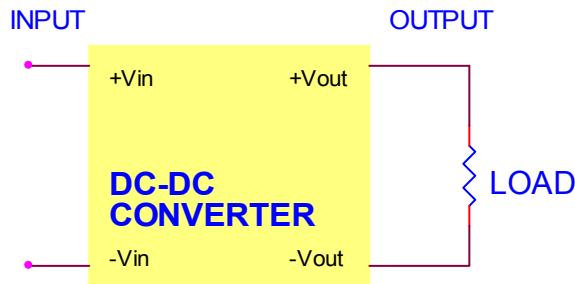 INPUT
OUTPUT
+Vin
+Vout
DC-DC
CONVERTER
LOAD
-Vin
-Vout